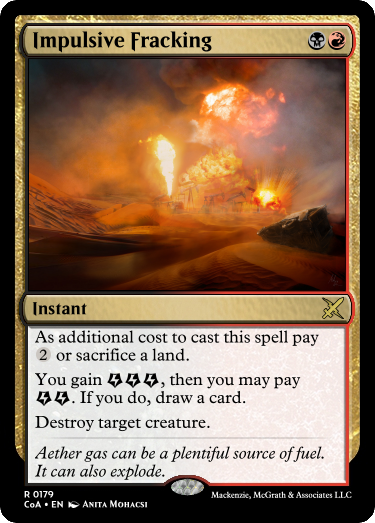 Impulsive Fracking
Instant
As additional cost to cast this spell pay
2 or sacrifice a land.
You gain , then you may pay
. If you do, draw a card.
Destroy target creature.
Aether gas can be a plentiful source of fuel.
It can also explode.
R 0179
Mackenzie, McGrath & Associates LLC
CoA • EN Anita Mohacsi